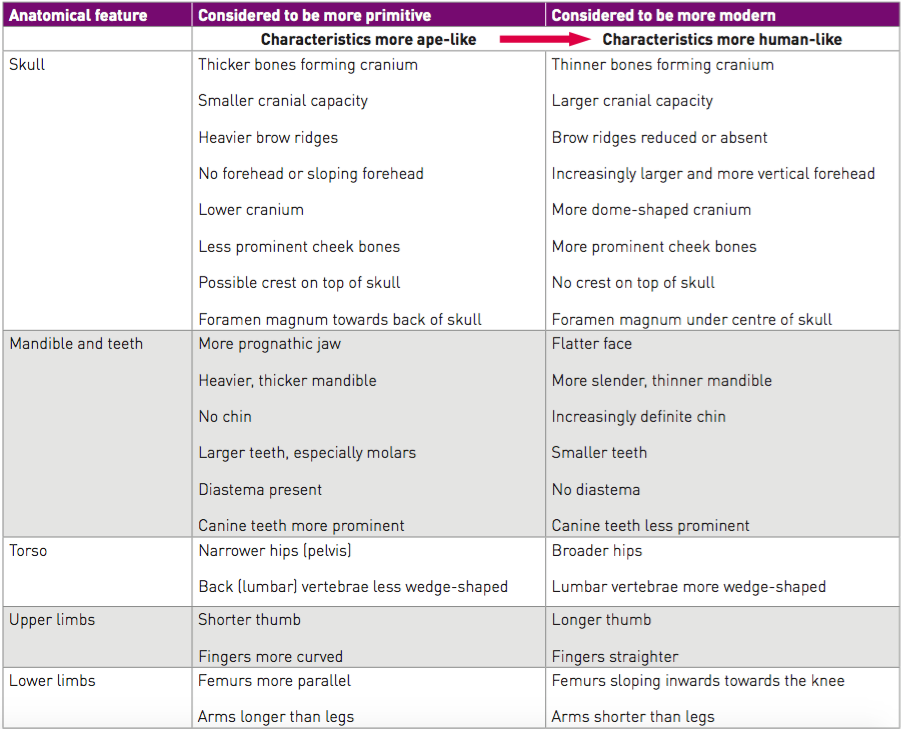 Anatomical feature Considered to be more primitive Considered to be more modern
Characteristics more ape-like Characteristics more human-like
Skull Thicker bones forming cranium Thinner bones forming cranium
Smaller cranial capacity Larger cranial capacity
Heavier brow ridges Brow ridges reduced or absent
No forehead or sloping forehead Increasingly larger and more vertical forehead
Lower cranium More dome-shaped cranium
Less prominent cheek bones More prominent cheek bones
Possible crest on top of skull No crest on top of skull
Foramen magnum towards back of skull Foramen magnum under centre of skull
Mandible and teeth More prognathic jaw Flatter face
Heavier, thicker mandible More slender, thinner mandible
No chin Increasingly definite chin
Larger teeth, especially molars Smaller teeth
Diastema present No diastema
Canine teeth more prominent Canine teeth less prominent
Torso Narrower hips (pelvis) Broader hips
Back (lumbar) vertebrae less wedge-shaped Lumbar vertebrae more wedge-shaped
Upper limbs Shorter thumb Longer thumb
Fingers more curved Fingers straighter
Lower limbs Femurs more parallel Femurs sloping inwards towards the knee
Arms longer than legs Arms shorter than legs